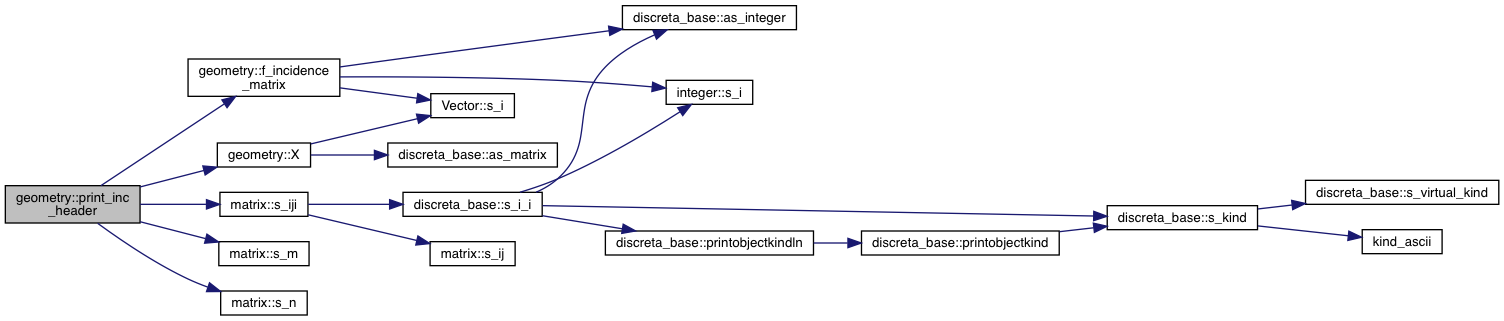 discreta_base::as_integer
geometry::f_incidence
_matrix
integer::s_i
Vector::s_i
geometry::X
discreta_base::as_matrix
geometry::print_inc
_header
matrix::s_iji
discreta_base::s_i_i
discreta_base::s_kind
discreta_base::s_virtual_kind
matrix::s_m
matrix::s_ij
discreta_base::printobjectkindln
discreta_base::printobjectkind
kind_ascii
matrix::s_n